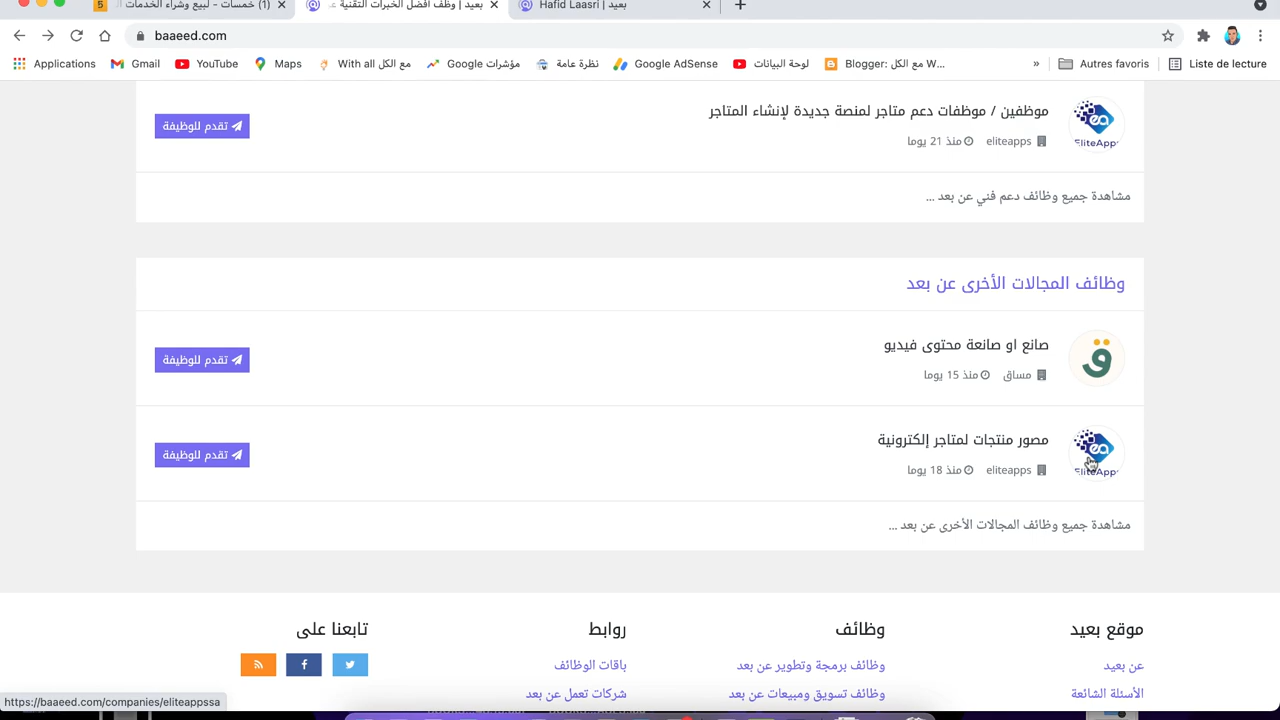 (1) خمسات - لبيع وشراء الخدمات
بعيد | وظف أفضل الخبرات التقنية
بعيد | Hafid Laasri
baaeed.com
Applications
Gmail
YouTube
Maps
With all مع الكل
مؤشرات Google
نظرة عامة
Google AdSense
لوحة البيانات
Blogger: مع الكل W...
»
Autres favoris
Liste de lecture
موظفين / موظفات دعم متاجر لمنصة جديدة لإنشاء المتاجر
eliteapps منذ 21 يوما
تقدم للوظيفة
EliteApps
مشاهدة جميع وظائف دعم فني عن بعد ...
وظائف المجالات الأخرى عن بعد
صانع او صانعة محتوى فيديو
مساق منذ 15 يوما
تقدم للوظيفة
مصور منتجات لمتاجر إلكترونية
eliteapps منذ 18 يوما
تقدم للوظيفة
EliteApps
مشاهدة جميع وظائف المجالات الأخرى عن بعد ...
موقع بعيد
عن بعيد
الأسئلة الشائعة
وظائف
وظائف برمجة وتطوير عن بعد
وظائف تسويق ومبيعات عن بعد
روابط
باقات الوظائف
شركات تعمل عن بعد
تابعنا على
https://baaeed.com/companies/eliteappssa